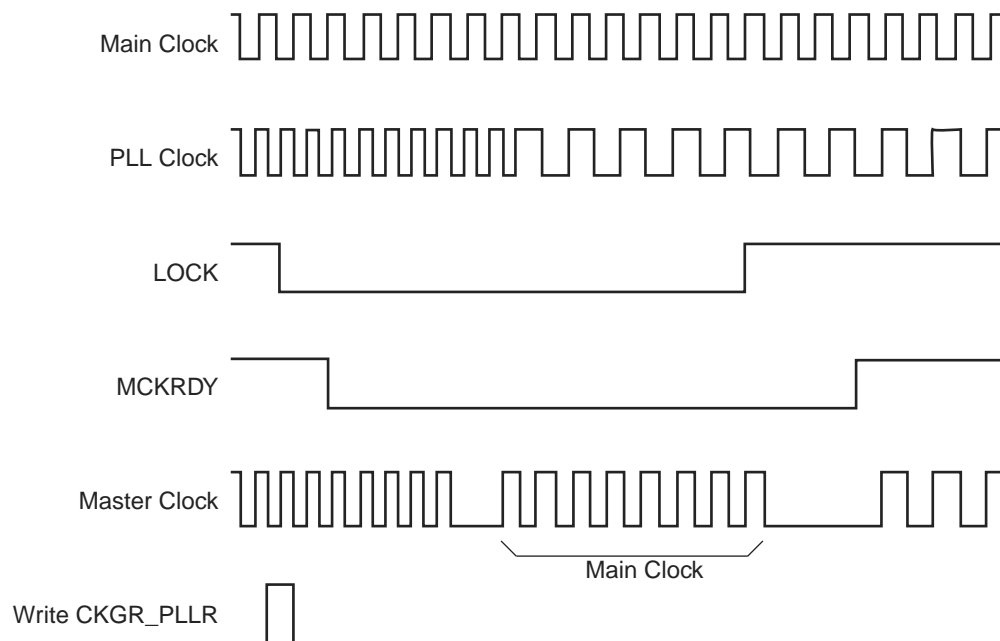 Main Clock
PLL Clock
LOCK
MCKRDY
Master Clock
Main Clock
Write CKGR_PLLR